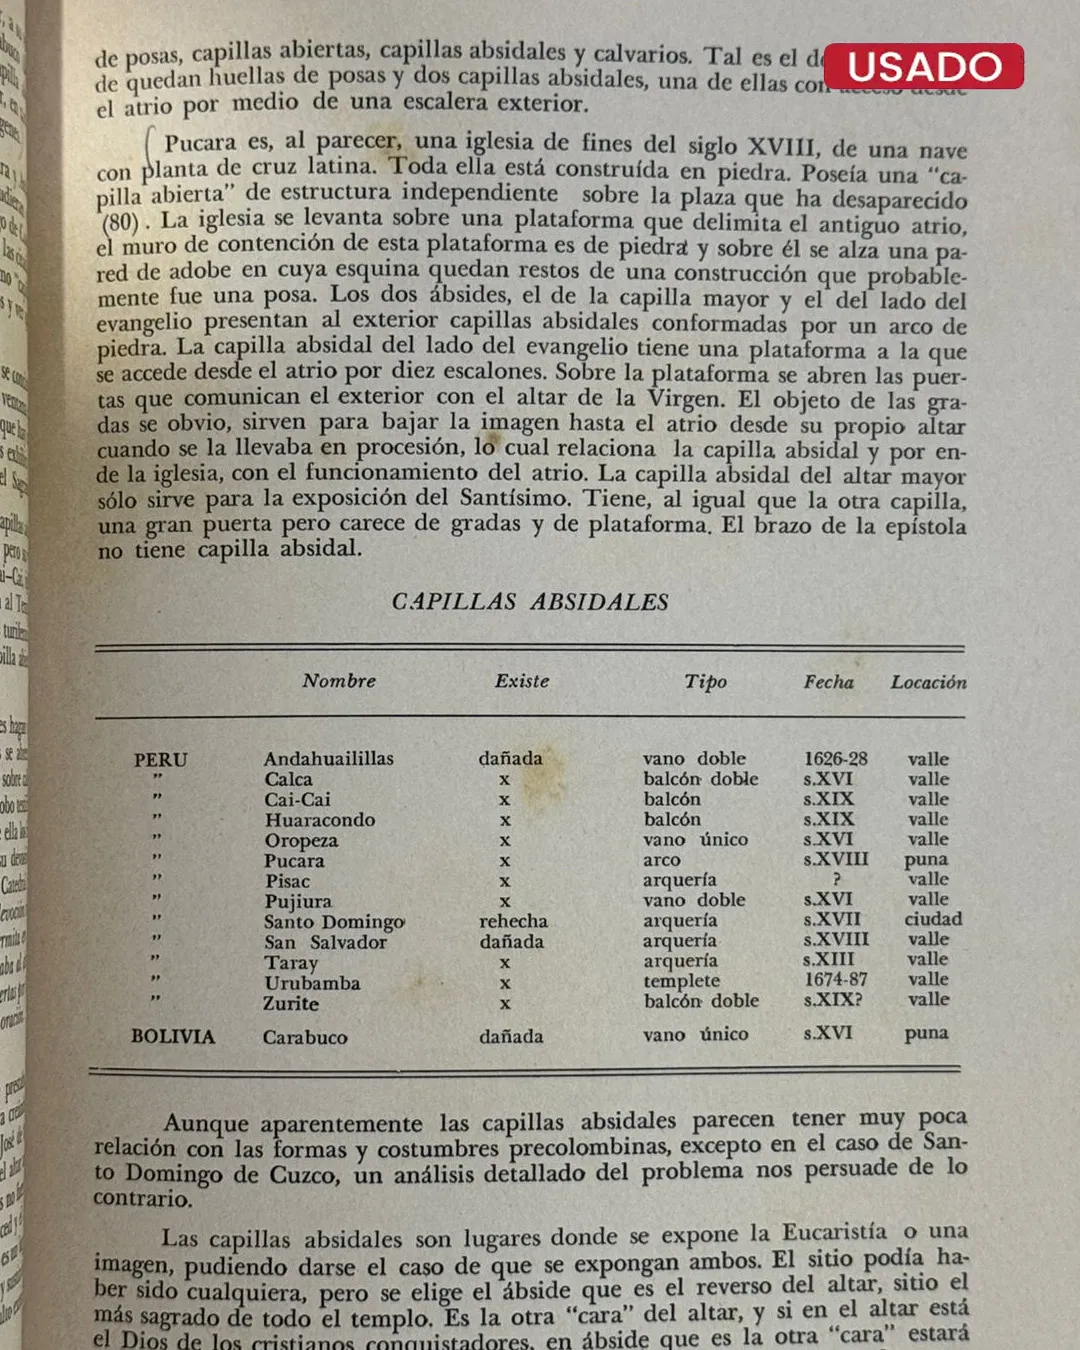 USADO
de posas, capillas abiertas, capillas absidales y calvarios. Tal es el
de quedan huellas de posas y dos capillas absidales, una de ellas con acceso desde
el atrio por medio de una escalera exterior.
Pucara es, al parecer, una iglesia de fines del siglo XVIII, de una nave
con planta de cruz latina. Toda ella está construída en piedra. Poseía una “ca-
pilla abierta” de estructura independiente sobre la plaza que ha desaparecido
(80). La iglesia se levanta sobre una plataforma que delimita el antiguo atrio,
el muro de contención de esta plataforma es de piedra y sobre él se alza una pa-
red de adobe en cuya esquina quedan restos de una construcción que probable-
mente fue una posa. Los dos ábsides, el de la capilla mayor y el del lado del
evangelio presentan al exterior capillas absidales conformadas por un arco de
piedra. La capilla absidal del lado del evangelio tiene una plataforma a la que
se accede desde el atrio por diez escalones. Sobre la plataforma se abren las puer-
tas que comunican el exterior con el altar de la Virgen. El objeto de las gra-
das se obvio, sirven para bajar la imagen hasta el atrio desde su propio altar
cuando se la llevaba en procesión, lo cual relaciona la capilla absidal y por en-
de la iglesia, con el funcionamiento del atrio. La capilla absidal del altar mayor
sólo sirve para la exposición del Santísimo. Tiene, al igual que la otra capilla,
una gran puerta pero carece de gradas y de plataforma. El brazo de la epístola
no tiene capilla absidal.
CAPILLAS ABSIDALES
Nombre Existe Tipo Fecha Locación
PERU Andahuailillas dañada vano doble 1626-28 valle
” Calca x balcón doble s.XVI valle
” Cai-Cai x balcón s.XIX valle
” Huaracondo x balcón s.XIX valle
” Oropeza x vano único s.XVI valle
” Pucara x arco s.XVIII puna
” Pisac x arquería ? valle
” Pujiura x vano doble s.XVI valle
” Santo Domingo rehecha arquería s.XVII ciudad
” San Salvador dañada arquería s.XVIII valle
” Taray x arquería s.XIII valle
” Urubamba x templete 1674-87 valle
” Zurite x balcón doble s.XIX? valle
BOLIVIA Carabuco dañada vano único s.XVI puna
Aunque aparentemente las capillas absidales parecen tener muy poca
relación con las formas y costumbres precolombinas, excepto en el caso de San-
to Domingo de Cuzco, un análisis detallado del problema nos persuade de lo
contrario.
Las capillas absidales son lugares donde se expone la Eucaristía o una
imagen, pudiendo darse el caso de que se expongan ambos. El sitio podía ha-
ber sido cualquiera, pero se elige el ábside que es el reverso del altar, sitio el
más sagrado de todo el templo. Es la otra “cara” del altar, y si en el altar está
el Dios de los cristianos conquistadores, en ábside que es la otra “cara” estará